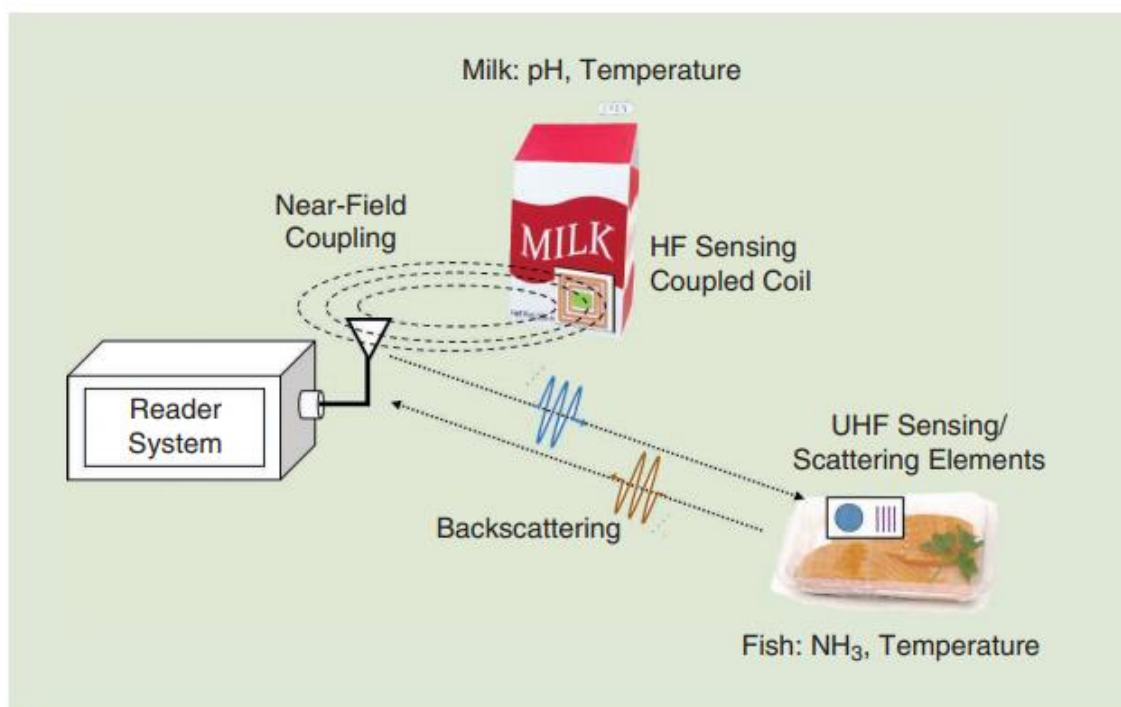 Milk: pH, Temperature
Near-Field
Coupling
MILK
HF Sensing
Coupled Coil
Reader
System
UHF Sensing/
Scattering Elements
Backscattering
Fish: NH₃, Temperature